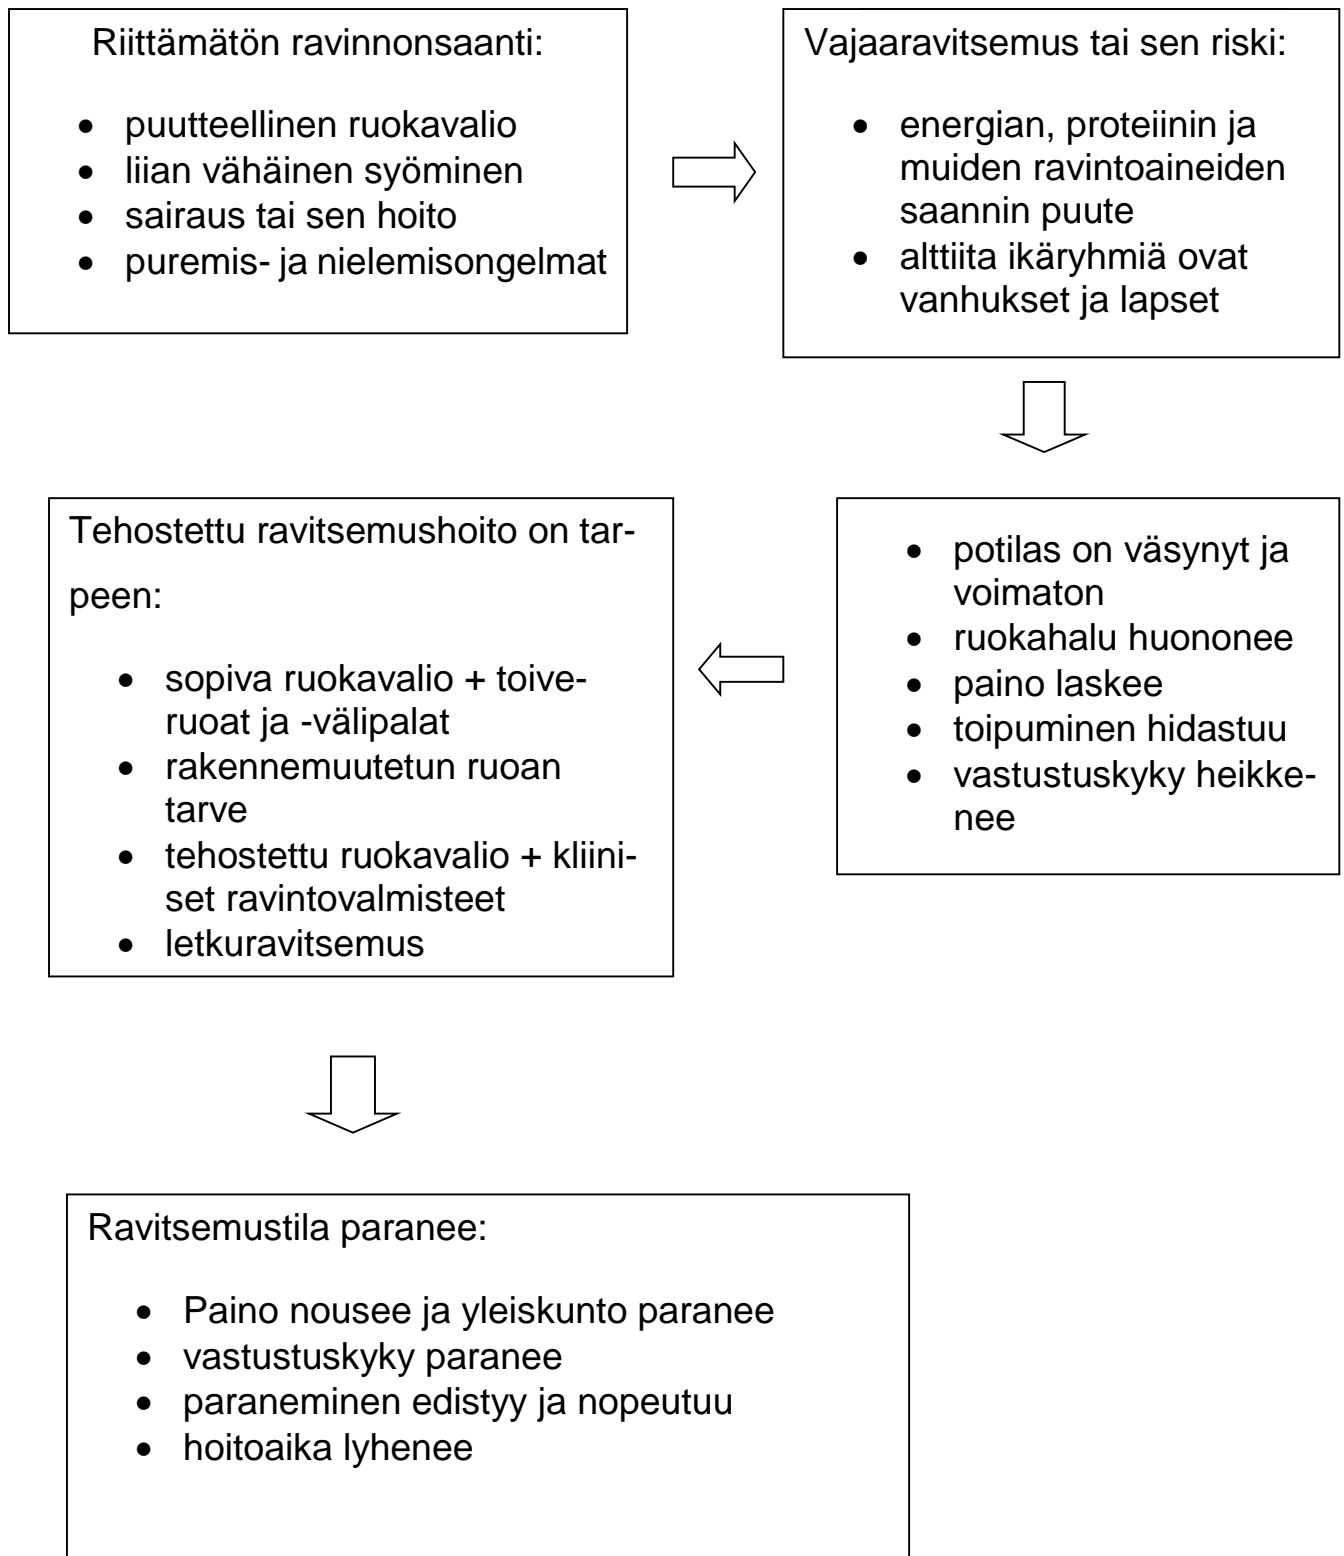 Riittämätön ravinnonsaanti:
• puutteellinen ruokavalio
• liian vähäinen syöminen
• sairaus tai sen hoito
• puremis- ja nielemisongelmat
Vajaaravitsemus tai sen riski:
• energian, proteiinin ja
muiden ravintoaineiden
saannin puute
• alttiita ikäryhmiä ovat
vanhukset ja lapset
• potilas on väsynyt ja
voimaton
• ruokahalu huononee
• paino laskee
• toipuminen hidastuu
• vastustuskyky heikke-
nee
Tehostettu ravitsemushoito on tar-
peen:
• sopiva ruokavalio + toive-
ruoat ja -välipalat
• rakennemuutetun ruoan
tarve
• tehostettu ruokavalio + kliini-
set ravintovalmisteet
• letkuravitsemus
Ravitsemustila paranee:
• Paino nousee ja yleiskunto paranee
• vastustuskyky paranee
• paraneminen edistyy ja nopeutuu
• hoitoaika lyhenee